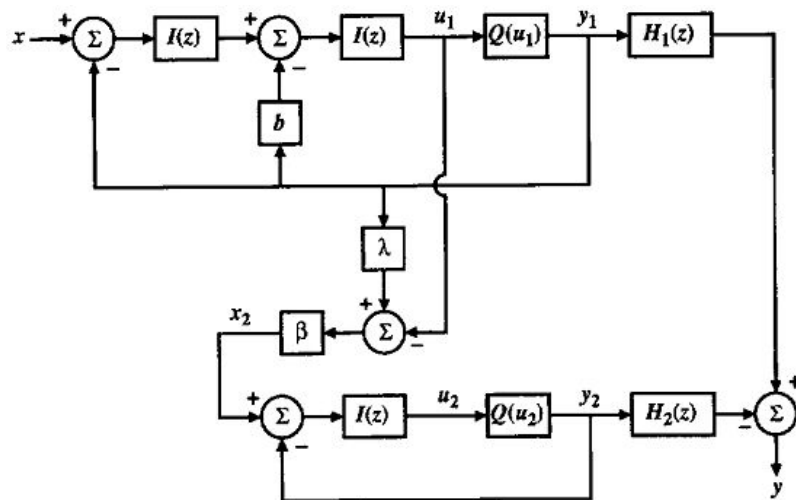 x + Σ − I(z) + Σ − I(z) u₁ Q(u₁) y₁ H₁(z)
b
λ
x₂ β + Σ −
+ Σ − I(z) u₂ Q(u₂) y₂ H₂(z) − Σ +
y